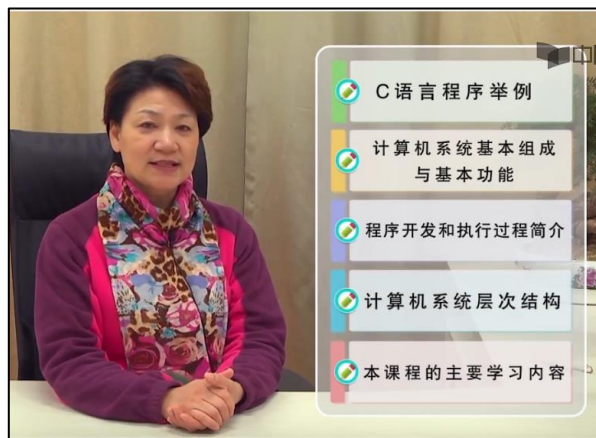 中
C语言程序举例
计算机系统基本组成
与基本功能
程序开发和执行过程简介
计算机系统层次结构
本课程的主要学习内容